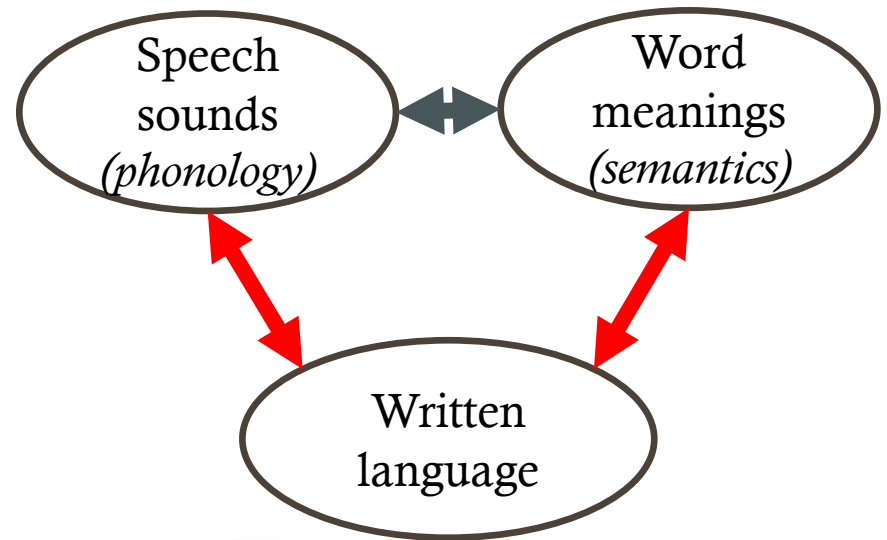 Speech
sounds
(phonology)
Word
meanings
(semantics)
Written
language